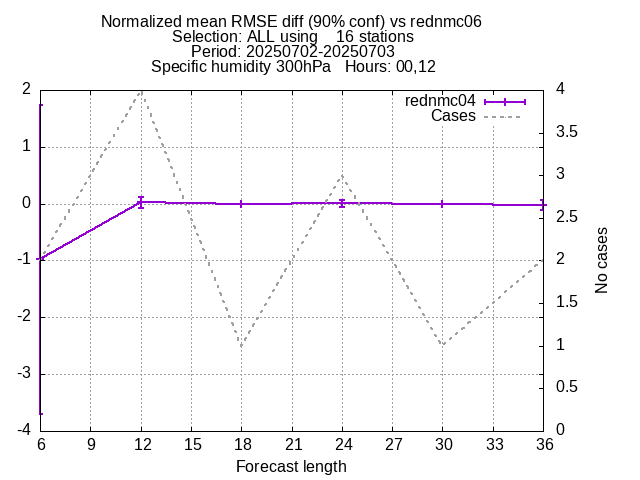 Normalized mean RMSE diff (90% conf) vs rednmc06
Selection: ALL using    16 stations
Period: 20250702-20250703
Specific humidity 300hPa   Hours: 00,12
rednmc04
Cases
2
1
0
-1
-2
-3
-4
4
3.5
3
2.5
2
1.5
1
0.5
0
No cases
6 9 12 15 18 21 24 27 30 33 36
Forecast length